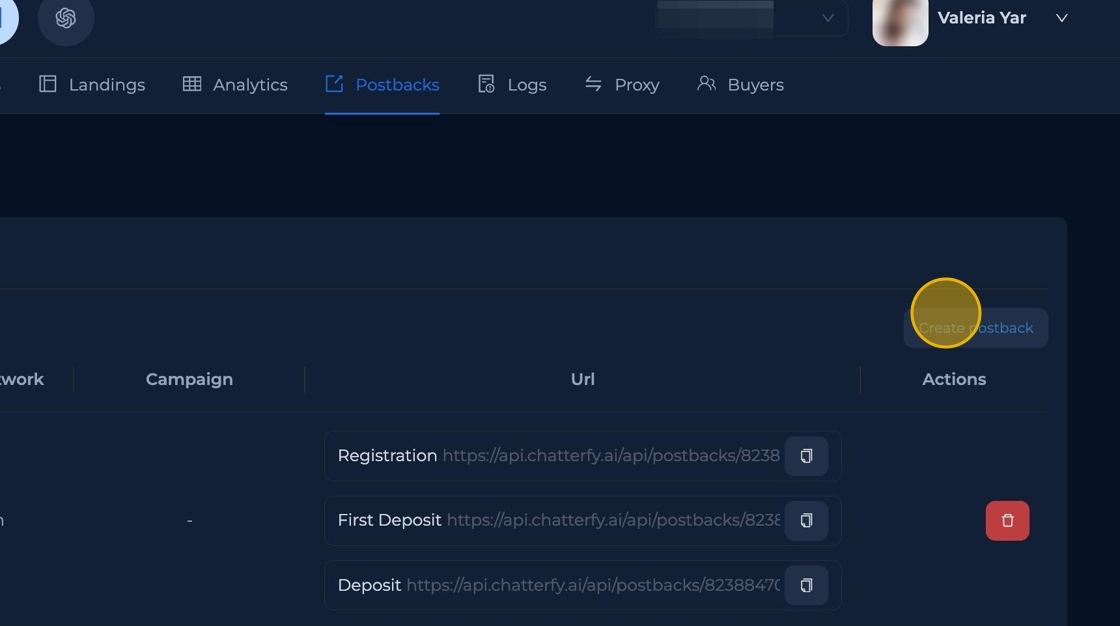 Valeria Yar
Landings Analytics Postbacks Logs Proxy Buyers
Create postback
Campaign Url Actions
Registration https://api.chatterfy.ai/api/postbacks/8238
First Deposit https://api.chatterfy.ai/api/postbacks/8238
-
Deposit https://api.chatterfy.ai/api/postbacks/8238847